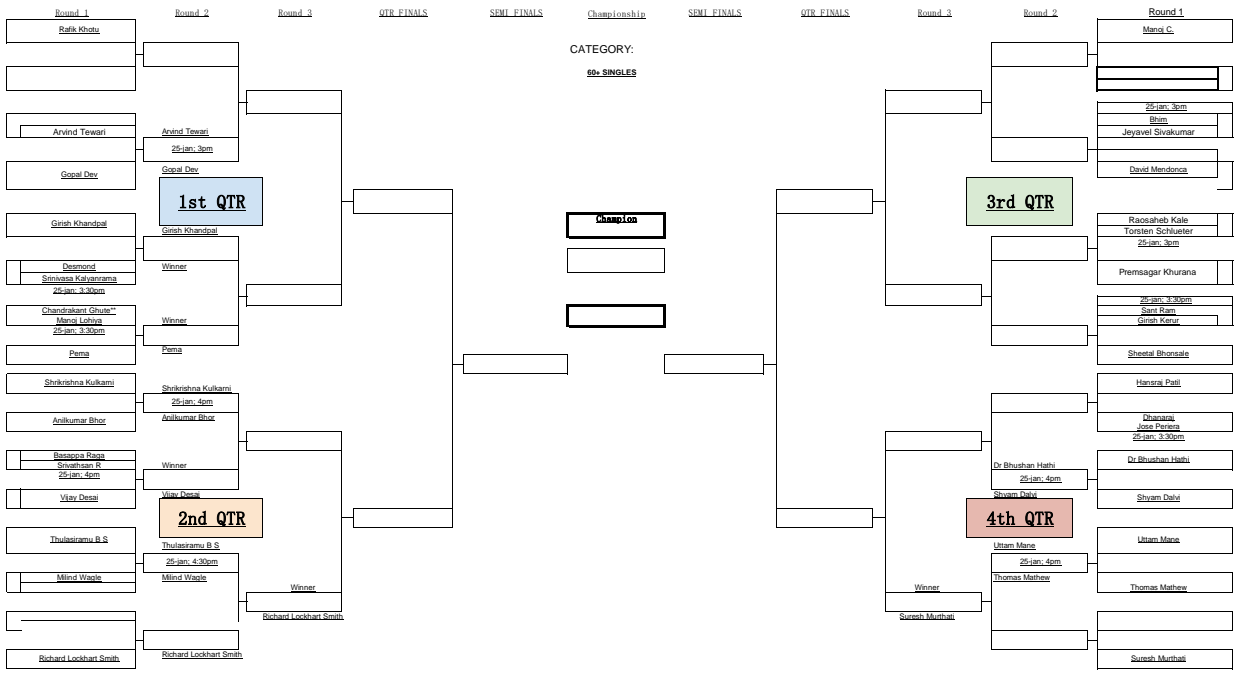 Round 1 Round 2 Round 3 QTR FINALS SEMI FINALS Championship SEMI FINALS QTR FINALS Round 3 Round 2 Round 1
Rafik Khotu
Arvind Tewari
Gopal Dev
Girish Khandpal
Desmond
Srinivasa Kalyanrama
25-jan: 3:30pm
Chandrakant Ghute**
Manoj Lohiya
25-jan; 3:30pm
Pema
Shrikrishna Kulkarni
Anilkumar Bhor
Basappa Raga
Srivathsan R
25-jan; 4pm
Vijay Desai
Thulasiramu B S
Milind Wagle
Richard Lockhart Smith
Arvind Tewari
25-jan; 3pm
Gopal Dev
1st QTR
Girish Khandpal
Winner
Winner
Pema
Shrikrishna Kulkarni
25-jan; 4pm
Anilkumar Bhor
Winner
Vijay Desai
2nd QTR
Thulasiramu B S
25-jan; 4:30pm
Milind Wagle
Richard Lockhart Smith
Winner
Richard Lockhart Smith
CATEGORY:
60+ SINGLES
Champion
Winner
Suresh Murthati
3rd QTR
Dr Bhushan Hathi
25-jan; 4pm
Shyam Dalvi
4th QTR
Uttam Mane
25-jan; 4pm
Thomas Mathew
Manoj C.
25-jan; 3pm
Bhim
Jeyavel Sivakumar
David Mendonca
Raosaheb Kale
Torsten Schlueter
25-jan; 3pm
Premsagar Khurana
25-jan; 3:30pm
Sant Ram
Girish Kerur
Sheetal Bhonsale
Hansraj Patil
Dhanaraj
Jose Periera
25-jan; 3:30pm
Dr Bhushan Hathi
Shyam Dalvi
Uttam Mane
Thomas Mathew
Suresh Murthati